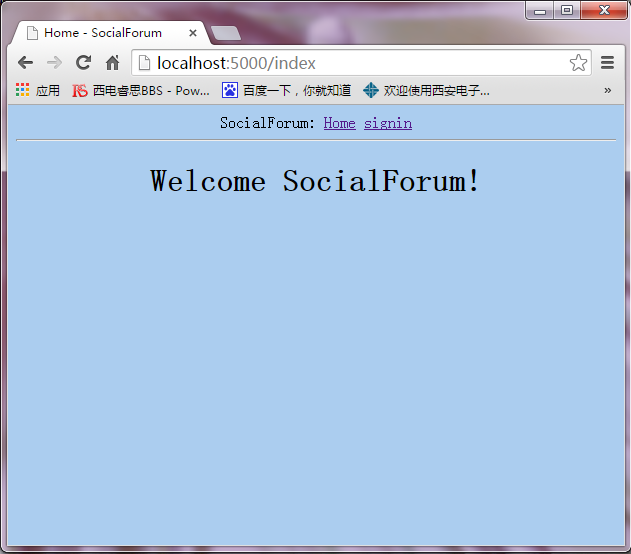 Home - SocialForum
localhost:5000/index
应用 西电睿思BBS - Pow... 百度一下，你就知道 欢迎使用西安电子... »
SocialForum: Home signin
Welcome SocialForum!